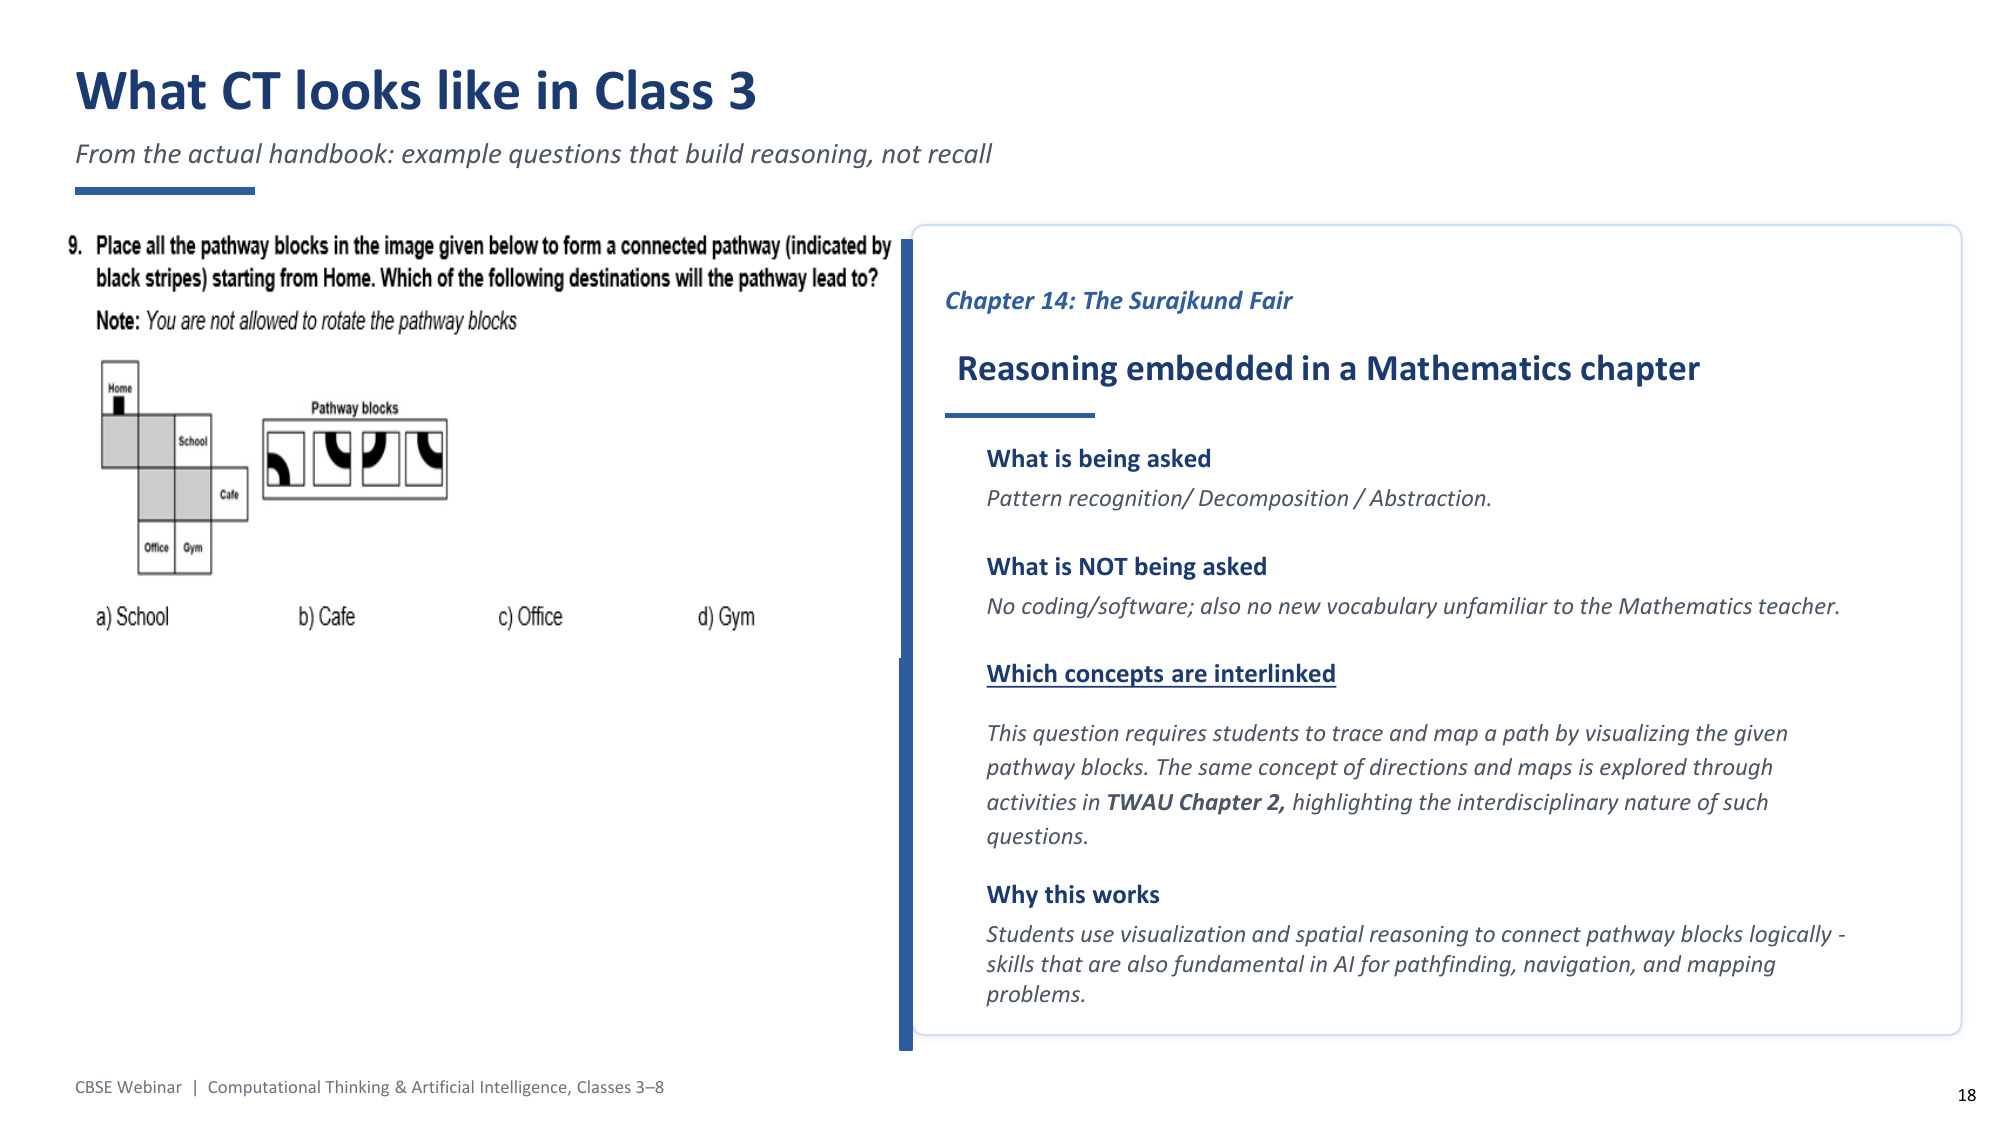 What CT looks like in Class 3
From the actual handbook: example questions that build reasoning, not recall
9. Place all the pathway blocks in the image given below to form a connected pathway (indicated by
black stripes) starting from Home. Which of the following destinations will the pathway lead to?
Note: You are not allowed to rotate the pathway blocks
Home
School
Cafe
Office Gym
Pathway blocks
a) School b) Cafe c) Office d) Gym
Chapter 14: The Surajkund Fair
Reasoning embedded in a Mathematics chapter
What is being asked
Pattern recognition/ Decomposition / Abstraction.
What is NOT being asked
No coding/software; also no new vocabulary unfamiliar to the Mathematics teacher.
Which concepts are interlinked
This question requires students to trace and map a path by visualizing the given
pathway blocks. The same concept of directions and maps is explored through
activities in TWAU Chapter 2, highlighting the interdisciplinary nature of such
questions.
Why this works
Students use visualization and spatial reasoning to connect pathway blocks logically -
skills that are also fundamental in AI for pathfinding, navigation, and mapping
problems.
CBSE Webinar | Computational Thinking & Artificial Intelligence, Classes 3–8
18